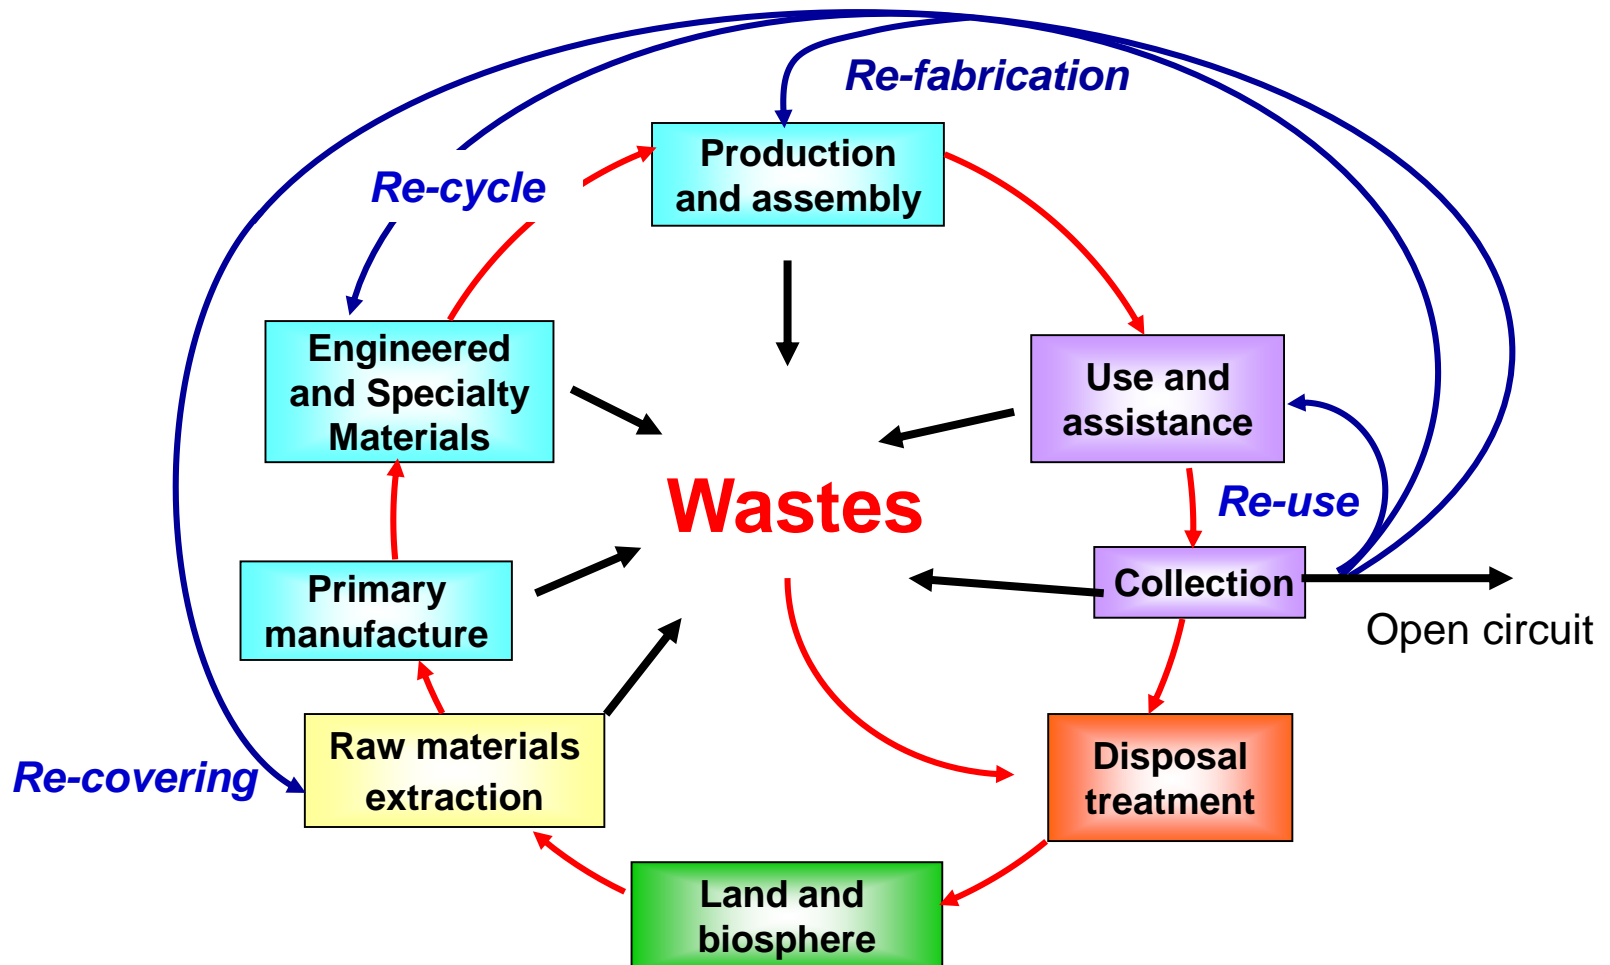 Re-fabrication
Production
and assembly
Re-cycle
Engineered
and Specialty
Materials
Use and
assistance
Wastes
Re-use
Primary
manufacture
Collection
Open circuit
Raw materials
extraction
Re-covering
Disposal
treatment
Land and
biosphere